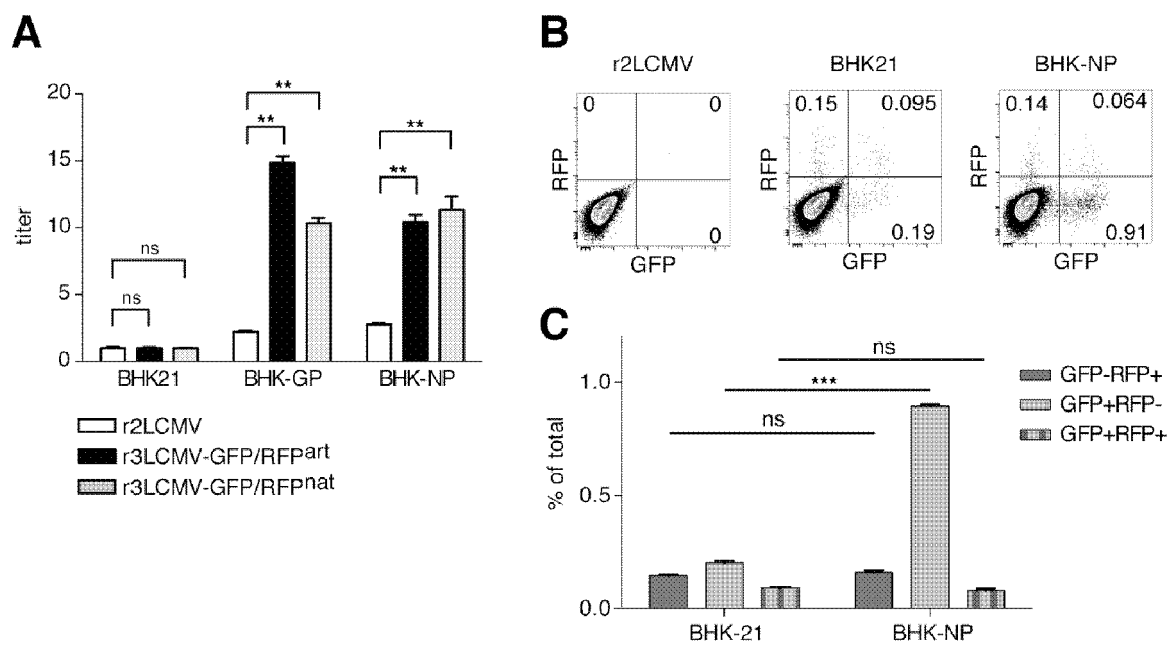 A
titer
20
15
10
5
0
ns
ns
**
**
**
**
BHK21 BHK-GP BHK-NP
r2LCMV
r3LCMV-GFP/RFPart
r3LCMV-GFP/RFPnat
B
r2LCMV BHK21 BHK-NP
RFP
0 0
0
GFP
RFP
0.15 0.095
0.19
GFP
RFP
0.14 0.064
0.91
GFP
C
% of total
1.0
0.5
0.0
ns
***
ns
BHK-21 BHK-NP
GFP-RFP+
GFP+RFP-
GFP+RFP+